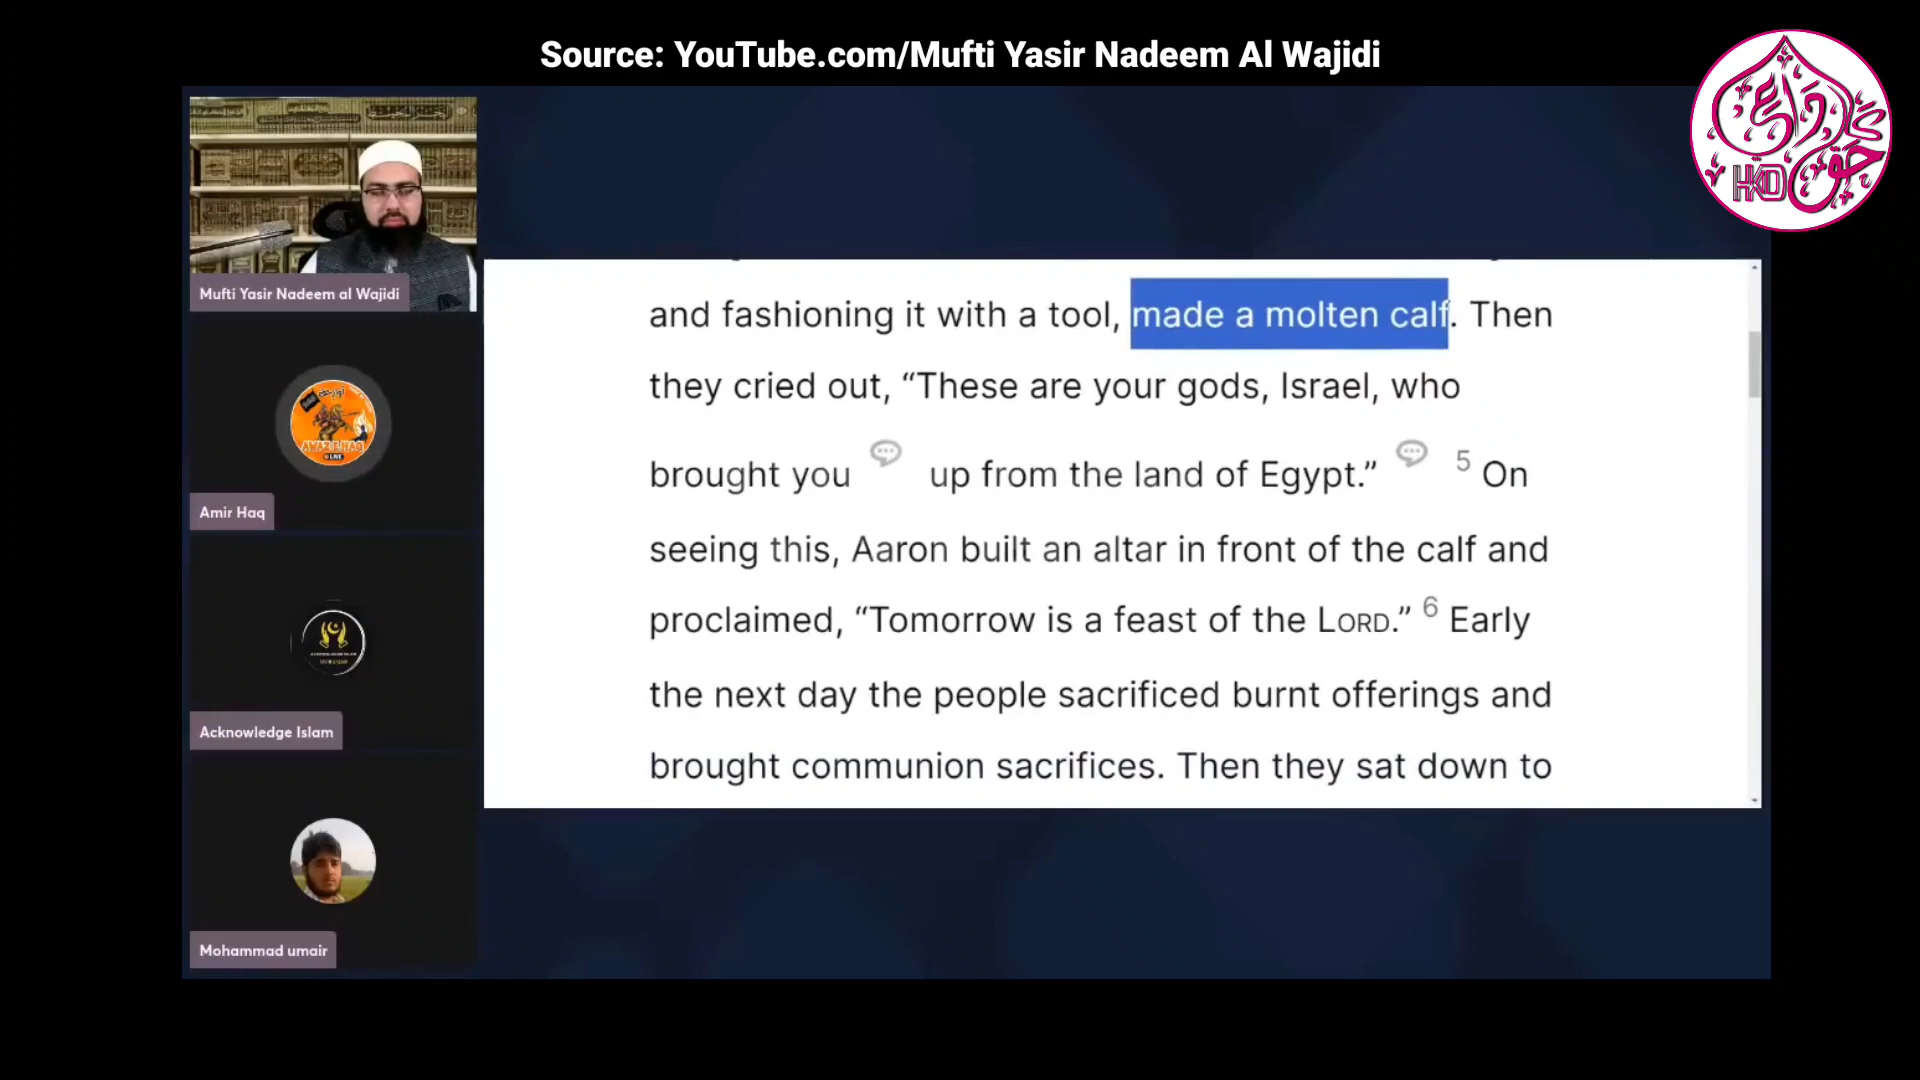 Source: YouTube.com/Mufti Yasir Nadeem Al Wajidi
HKD
Mufti Yasir Nadeem al Wajidi
AWAZ-E-HAQ
LIVE
Amir Haq
Acknowledge Islam
Mohammad umair
and fashioning it with a tool, made a molten calf. Then
they cried out, “These are your gods, Israel, who
brought you up from the land of Egypt.” 5 On
seeing this, Aaron built an altar in front of the calf and
proclaimed, “Tomorrow is a feast of the LORD.” 6 Early
the next day the people sacrificed burnt offerings and
brought communion sacrifices. Then they sat down to